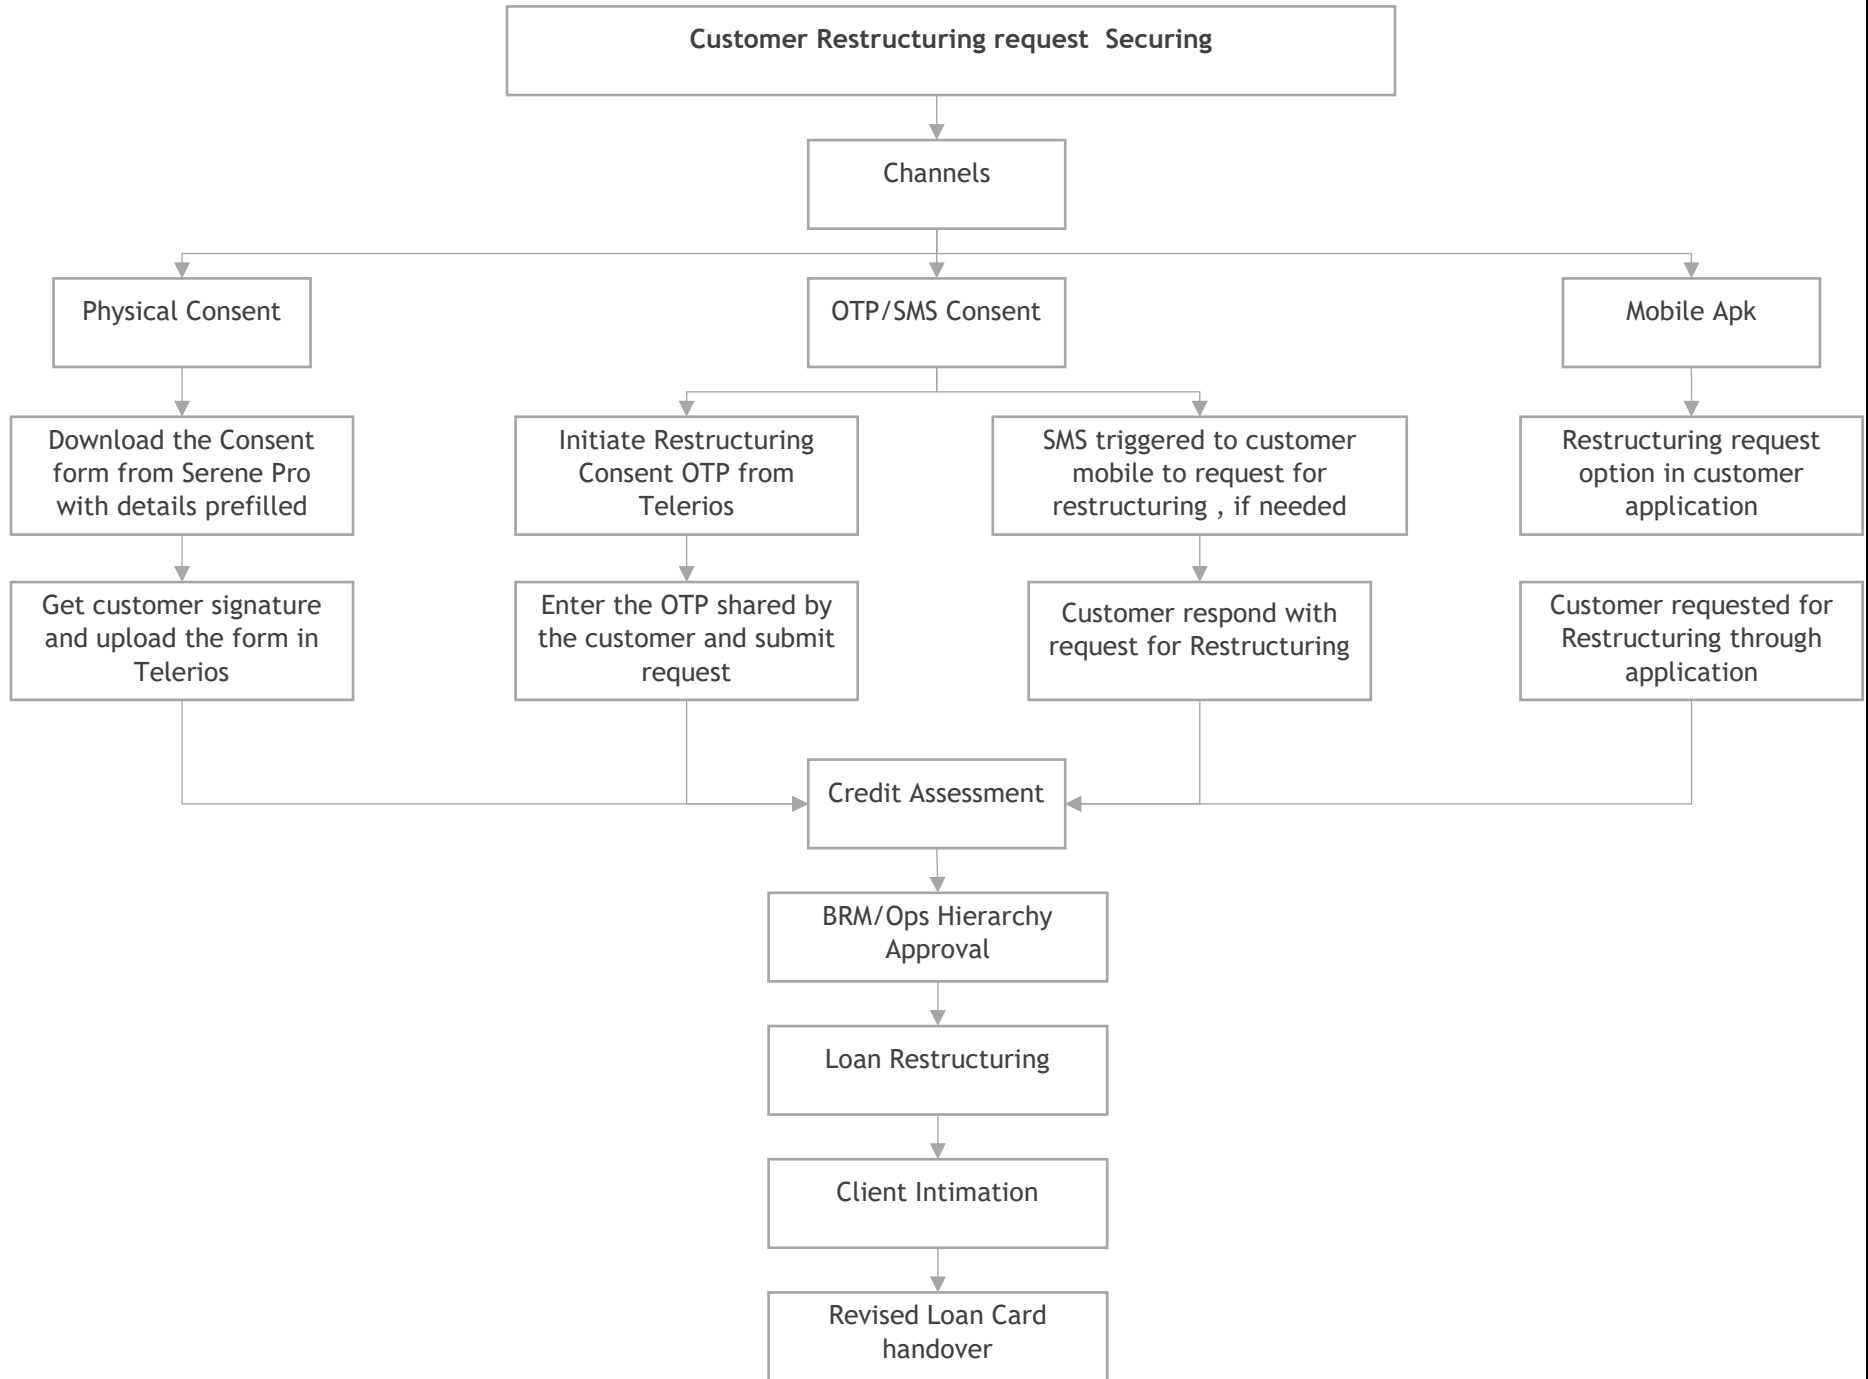 Customer Restructuring request  Securing
Channels
Physical Consent
OTP/SMS Consent
Mobile Apk
Download the Consent
form from Serene Pro
with details prefilled
Initiate Restructuring
Consent OTP from
Telerios
SMS triggered to customer
mobile to request for
restructuring , if needed
Restructuring request
option in customer
application
Get customer signature
and upload the form in
Telerios
Enter the OTP shared by
the customer and submit
request
Customer respond with
request for Restructuring
Customer requested for
Restructuring through
application
Credit Assessment
BRM/Ops Hierarchy
Approval
Loan Restructuring
Client Intimation
Revised Loan Card
handover